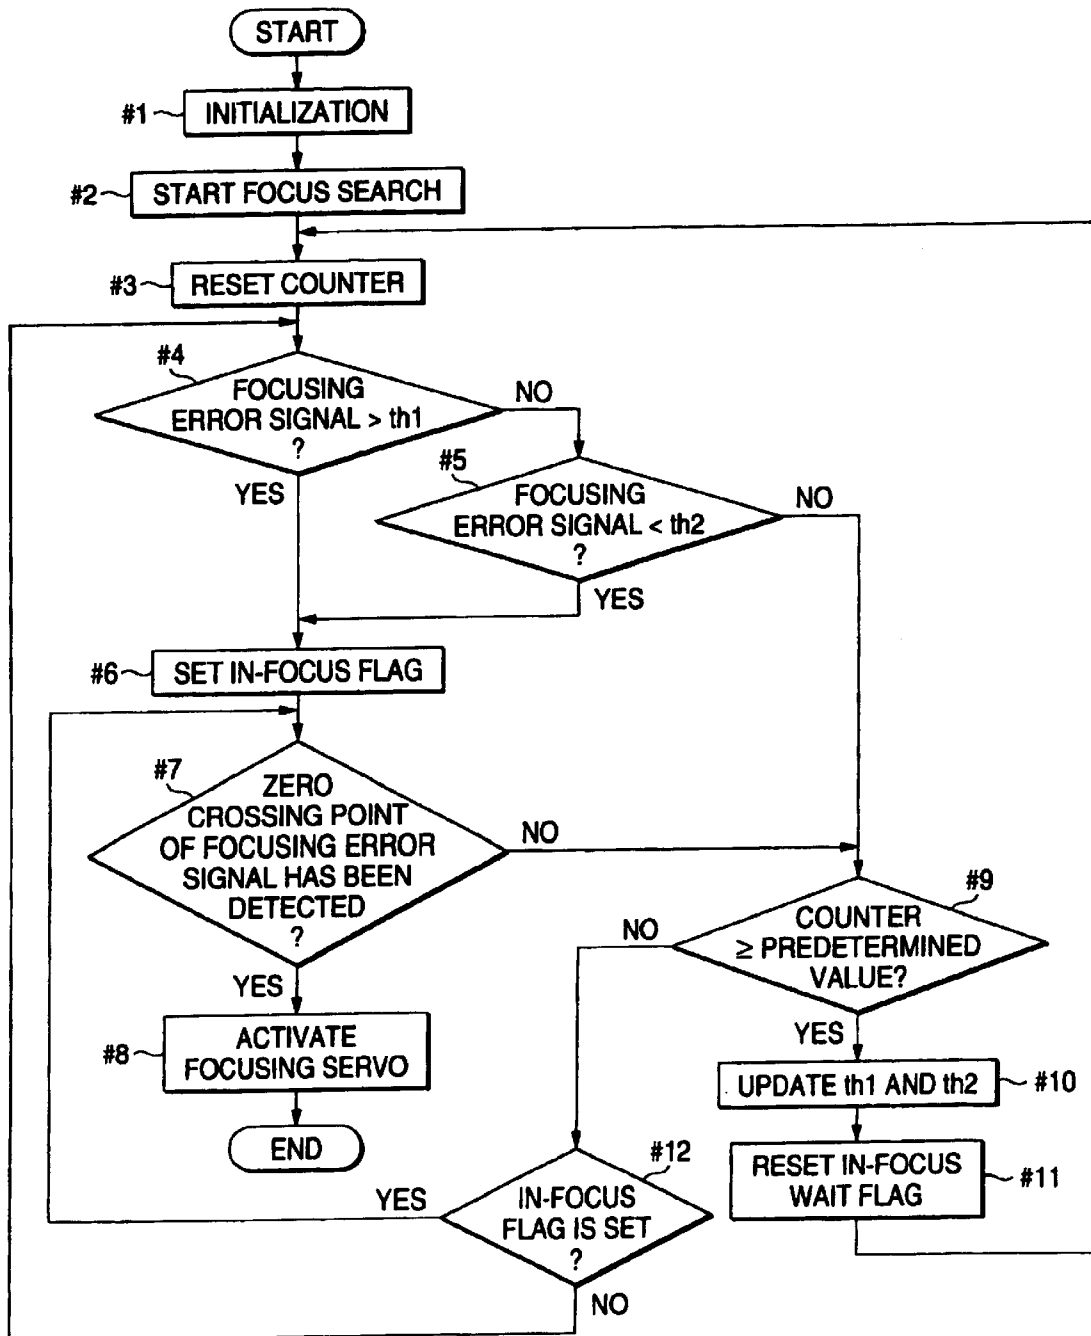 START
#1
INITIALIZATION
#2
START FOCUS SEARCH
#3
RESET COUNTER
#4
FOCUSING
ERROR SIGNAL > th1
?
NO
YES
#5
FOCUSING
ERROR SIGNAL < th2
?
NO
YES
#6
SET IN-FOCUS FLAG
#7
ZERO
CROSSING POINT
OF FOCUSING ERROR
SIGNAL HAS BEEN
DETECTED
?
NO
YES
#8
ACTIVATE
FOCUSING SERVO
END
#9
COUNTER
≥ PREDETERMINED
VALUE?
NO
YES
UPDATE th1 AND th2
#10
RESET IN-FOCUS
WAIT FLAG
#11
#12
IN-FOCUS
FLAG IS SET
?
YES
NO